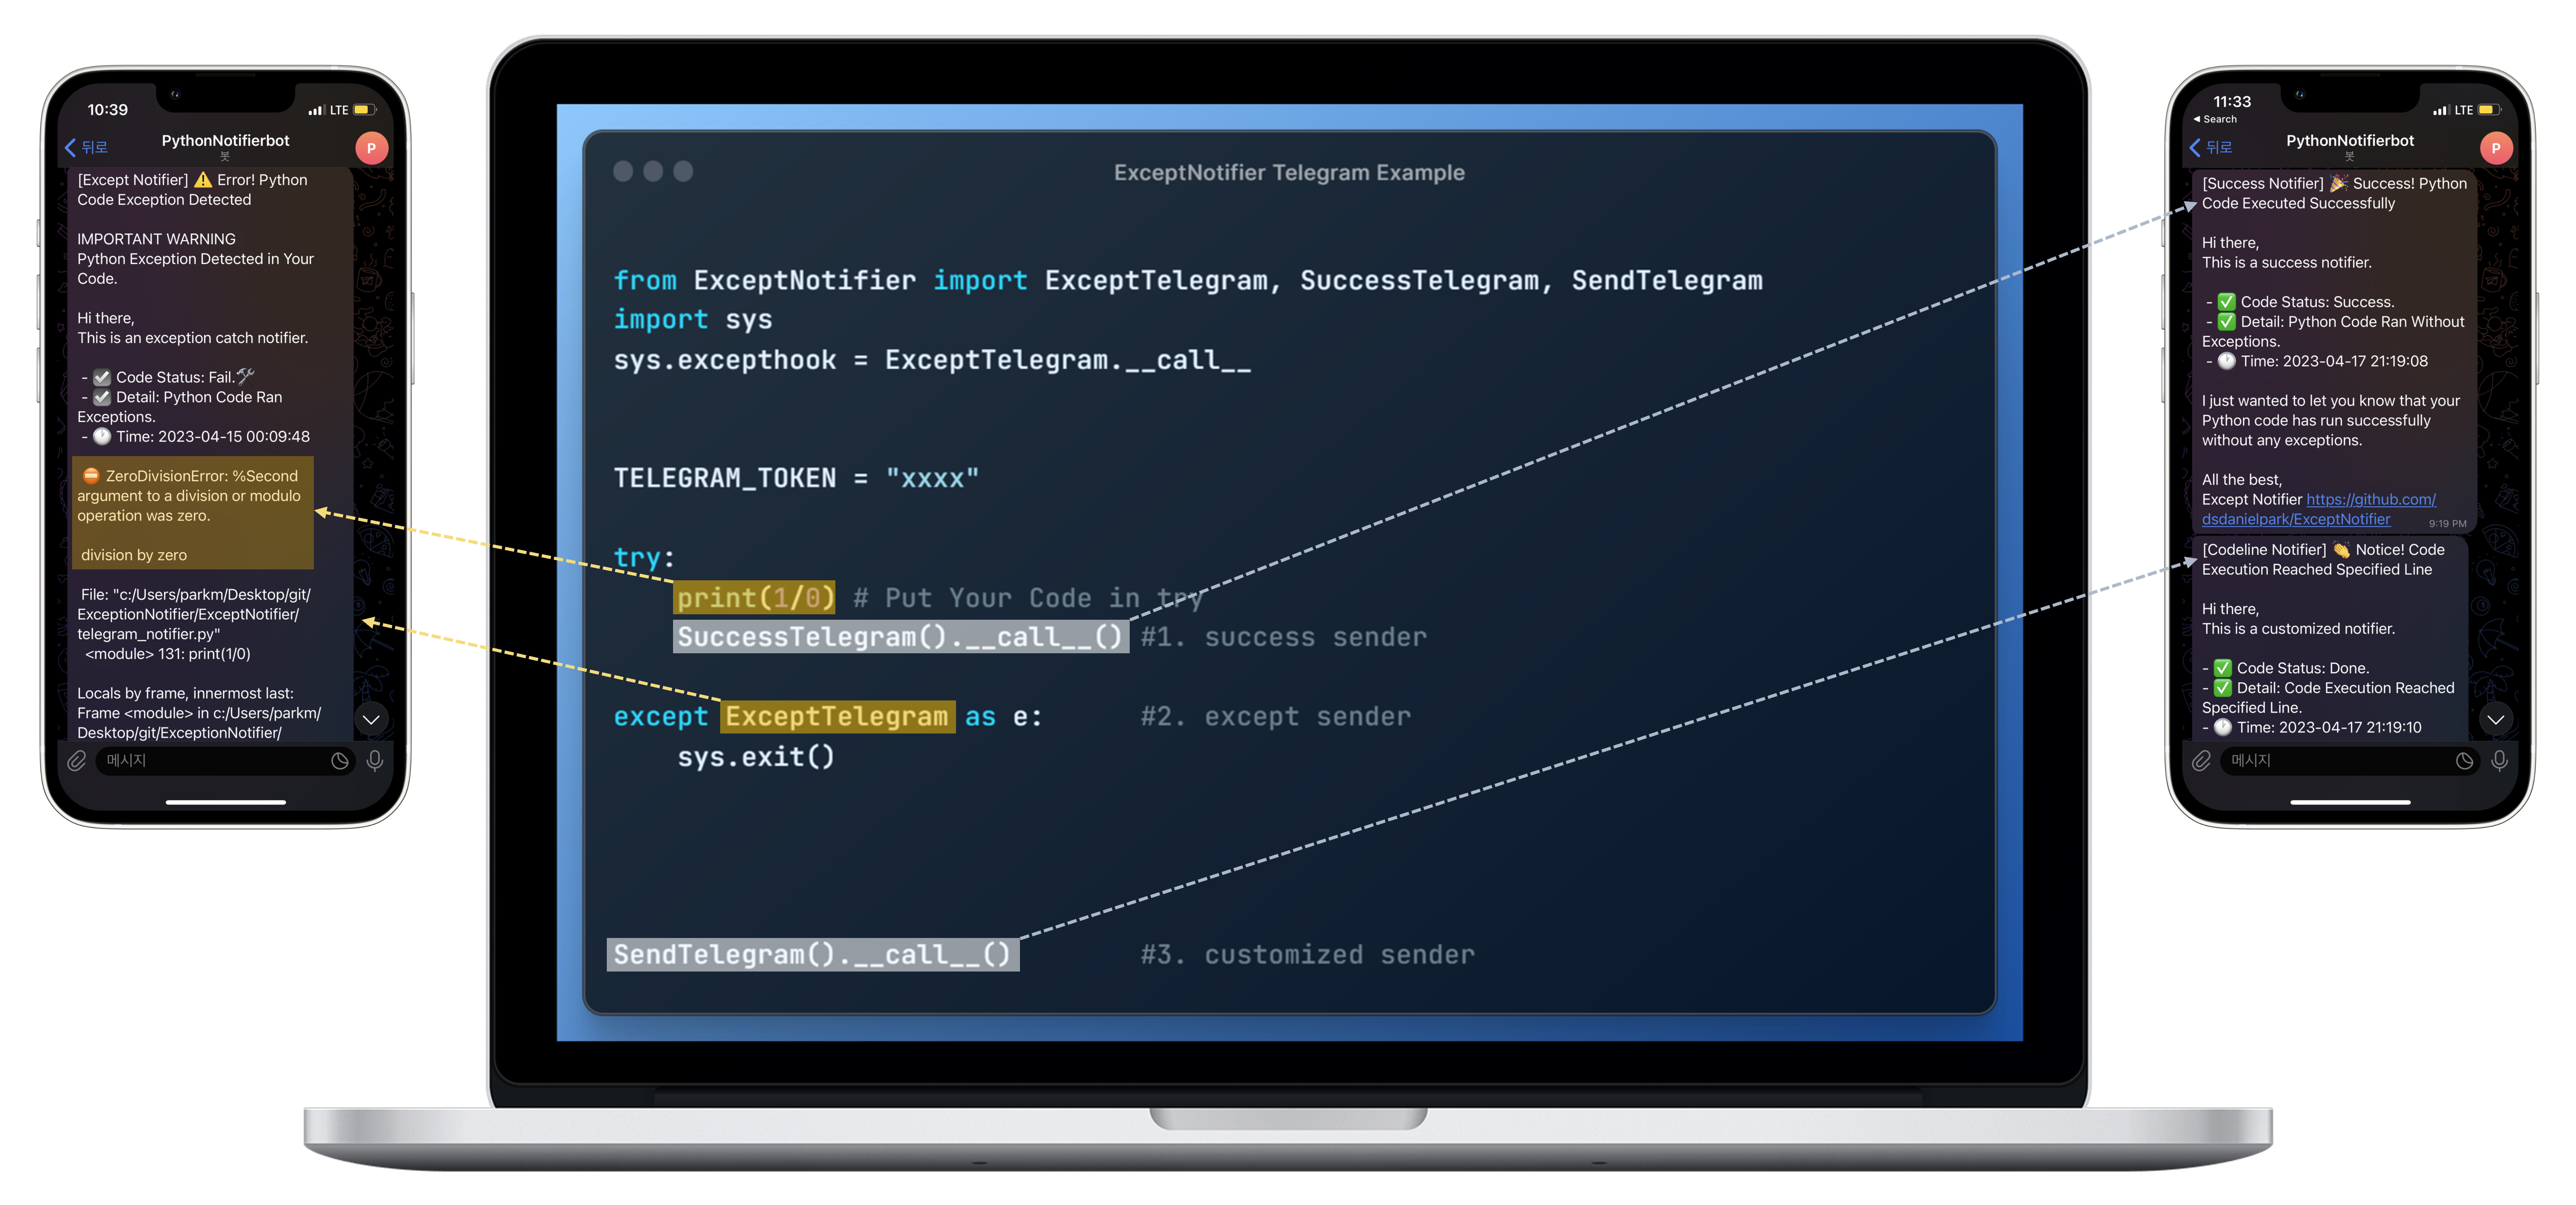 10:39
LTE
뒤로
PythonNotifierbot
봇
P
[Except Notifier] ⚠️ Error! Python
Code Exception Detected
IMPORTANT WARNING
Python Exception Detected in Your
Code.
Hi there,
This is an exception catch notifier.
- ☑️ Code Status: Fail.🛠
- ☑️ Detail: Python Code Ran
Exceptions.
- 🕐 Time: 2023-04-15 00:09:48
⛔ ZeroDivisionError: %Second
argument to a division or modulo
operation was zero.
division by zero
File: "c:/Users/parkm/Desktop/git/
ExceptionNotifier/ExceptNotifier/
telegram_notifier.py"
<module> 131: print(1/0)
Locals by frame, innermost last:
Frame <module> in c:/Users/parkm/
Desktop/git/ExceptionNotifier/
메시지
ExceptNotifier Telegram Example
from ExceptNotifier import ExceptTelegram, SuccessTelegram, SendTelegram
import sys
sys.excepthook = ExceptTelegram.__call__
TELEGRAM_TOKEN = "xxxx"
try:
print(1/0) # Put Your Code in try
SuccessTelegram().__call__() #1. success sender
except ExceptTelegram as e: #2. except sender
sys.exit()
SendTelegram().__call__() #3. customized sender
11:33
LTE
◀ Search
뒤로
PythonNotifierbot
봇
P
[Success Notifier] 🎉 Success! Python
Code Executed Successfully
Hi there,
This is a success notifier.
- ✅ Code Status: Success.
- ✅ Detail: Python Code Ran Without
Exceptions.
- 🕐 Time: 2023-04-17 21:19:08
I just wanted to let you know that your
Python code has run successfully
without any exceptions.
All the best,
Except Notifier https://github.com/
dsdanielpark/ExceptNotifier
9:19 PM
[Codeline Notifier] 👏 Notice! Code
Execution Reached Specified Line
Hi there,
This is a customized notifier.
- ✅ Code Status: Done.
- ✅ Detail: Code Execution Reached
Specified Line.
- 🕐 Time: 2023-04-17 21:19:10
메시지